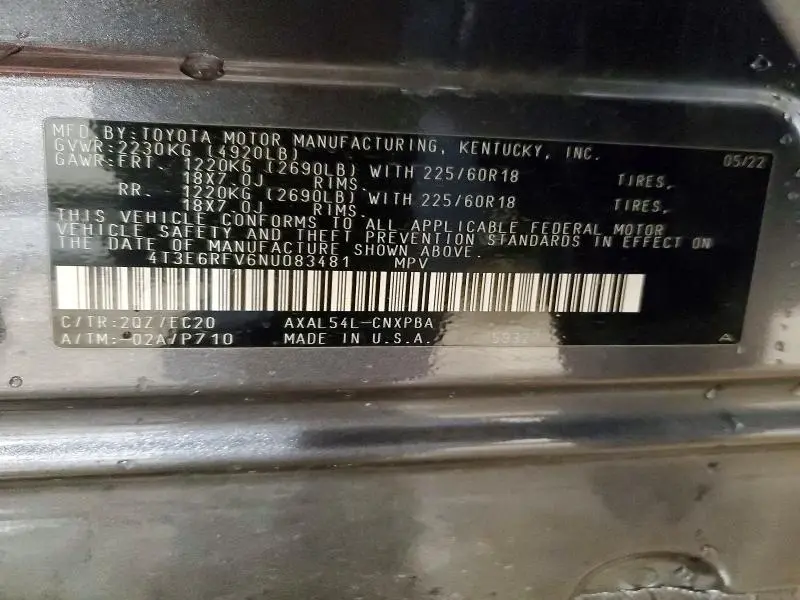 MFD BY: TOYOTA MOTOR MANUFACTURING, KENTUCKY, INC. 05/22
GVWR: 2230KG (4920LB)
GAWR: FRT. 1220KG (2690LB) WITH 225/60R18 TIRES,
18X7.0J RIMS.
RR. 1220KG (2690LB) WITH 225/60R18 TIRES,
18X7.0J RIMS.
THIS VEHICLE CONFORMS TO ALL APPLICABLE FEDERAL MOTOR
VEHICLE SAFETY AND THEFT PREVENTION STANDARDS IN EFFECT ON
THE DATE OF MANUFACTURE SHOWN ABOVE.
4T3E6RFV6NU083481 MPV
C/TR:2QZ7EC20 AXAL54L-CNXPBA
A/TM: 02A/P710 MADE IN U.S.A. A